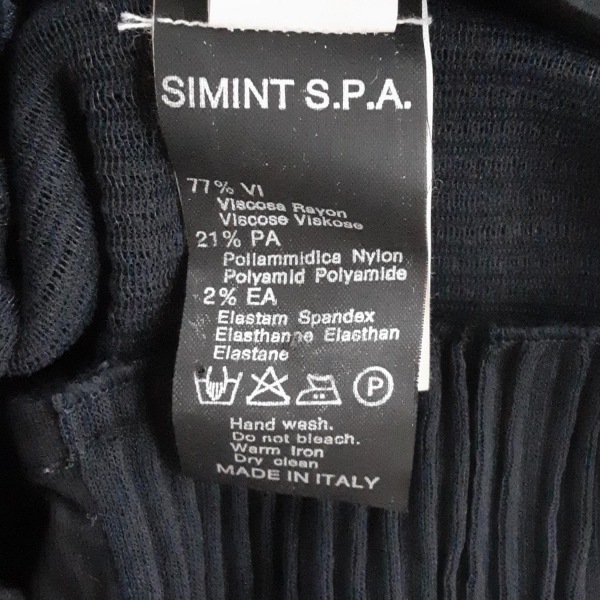 SIMINT S.P.A.
77% VI
Viscosa Rayon
Viscose Viskose
21% PA
Poliammidica Nylon
Polyamid Polyamide
2% EA
Elastam Spandex
Elasthanne Elasthan
Elastane
P
Hand wash.
Do not bleach.
Warm Iron
Dry clean
MADE IN ITALY